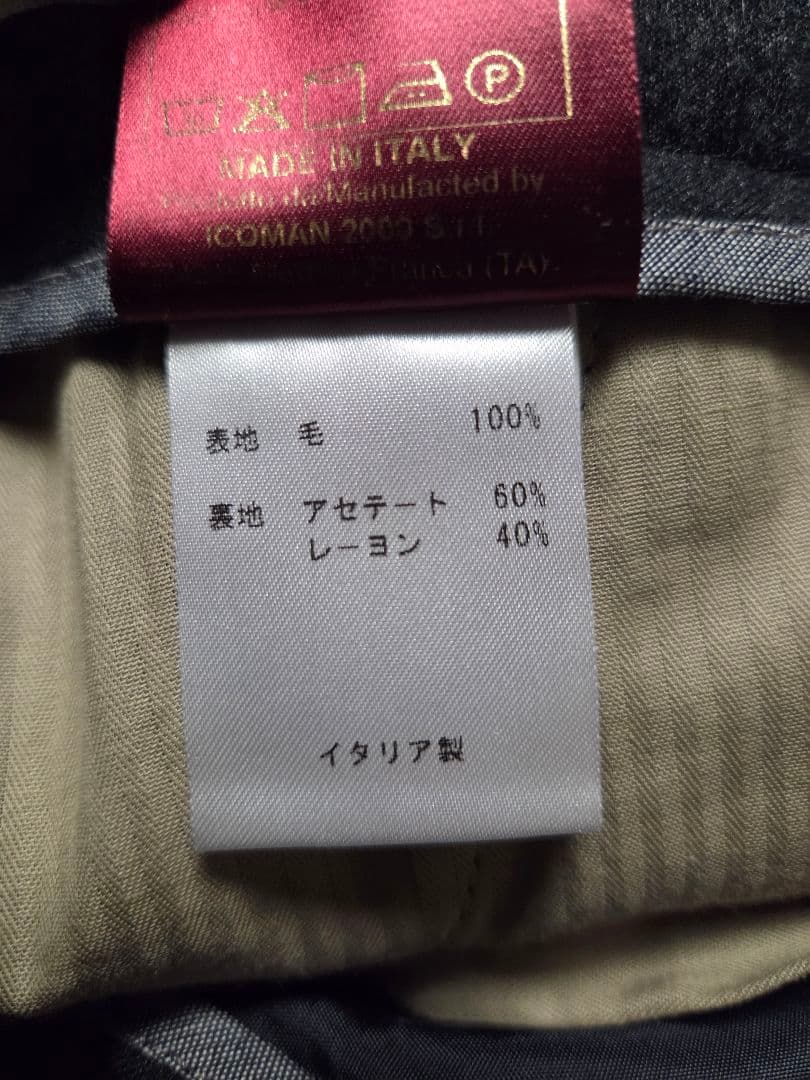 P
MADE IN ITALY
Manufacted by
ICOMAN 2000 S.r.l.
Franca (TA)
表地 毛 100%
裏地 アセテート 60%
レーヨン 40%
イタリア製